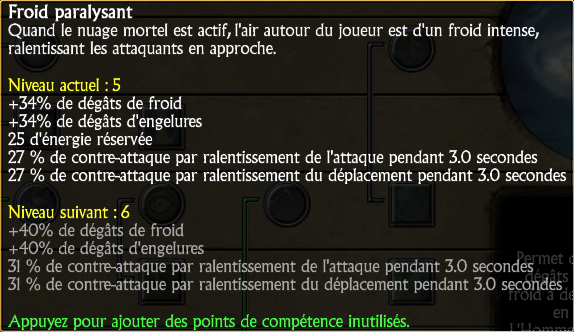 Froid paralysant
Quand le nuage mortel est actif, l'air autour du joueur est d'un froid intense,
ralentissant les attaquants en approche.
Niveau actuel : 5
+34% de dégâts de froid
+34% de dégâts d'engelures
25 d'énergie réservée
27 % de contre-attaque par ralentissement de l'attaque pendant 3.0 secondes
27 % de contre-attaque par ralentissement du déplacement pendant 3.0 secondes
Niveau suivant : 6
+40% de dégâts de froid
+40% de dégâts d'engelures
31 % de contre-attaque par ralentissement de l'attaque pendant 3.0 secondes
31 % de contre-attaque par ralentissement du déplacement pendant 3.0 secondes
Appuyez pour ajouter des points de compétence inutilisés.
Permet
dégâts
froid à
en
L'Homm